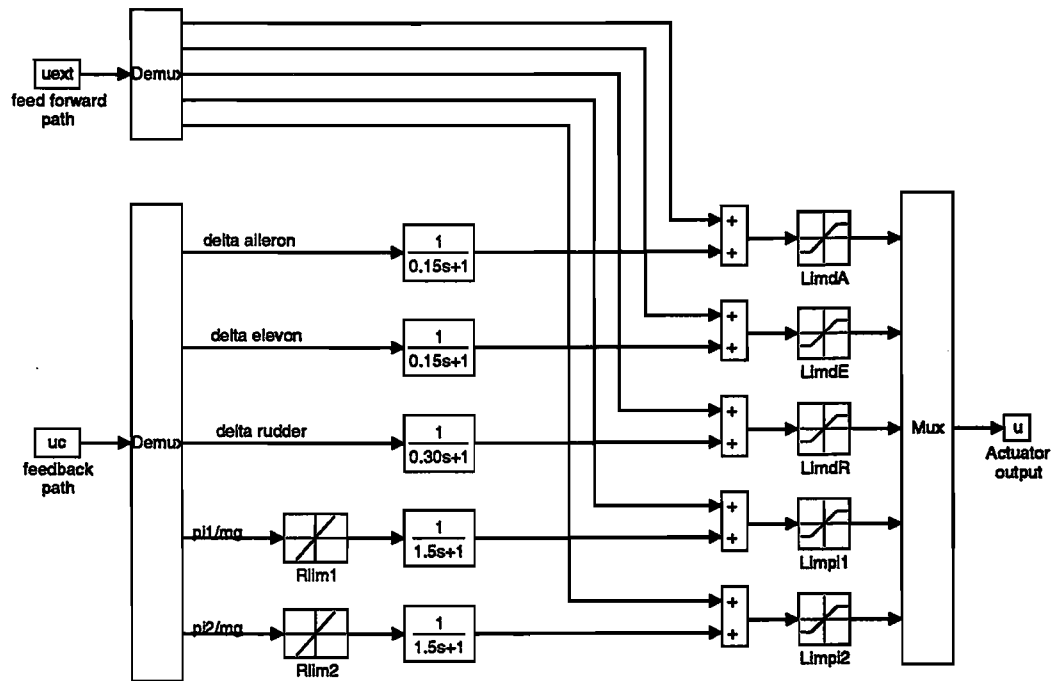 uext
feed forward
path
Demux
uc
feedback
path
Demux
delta aileron
1
0.15s+1
+
+
LimdA
delta elevon
1
0.15s+1
+
+
LimdE
delta rudder
1
0.30s+1
+
+
LimdR
pi1/mg
Rlim1
1
1.5s+1
+
+
Limpi1
pi2/mg
Rlim2
1
1.5s+1
+
+
Limpi2
Mux
u
Actuator
output